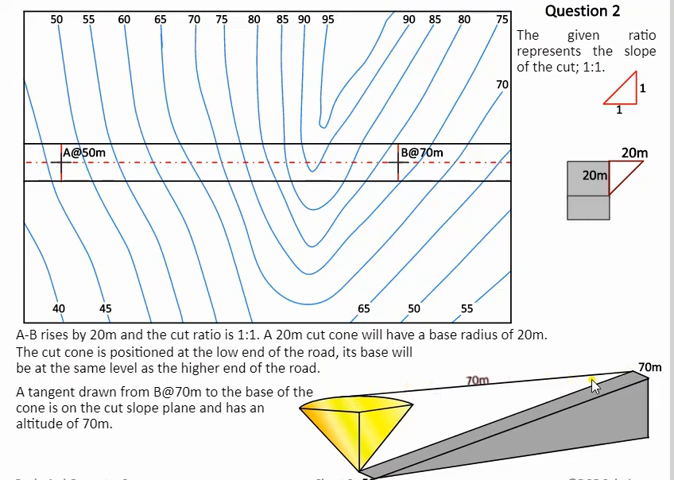 Question 2
The given ratio
represents the slope
of the cut; 1:1.
1
1
20m
20m
50 55 60 65 70 75 80 85 90 95 90 85 80 75
70
A@50m B@70m
40 45 65 50 55
A-B rises by 20m and the cut ratio is 1:1. A 20m cut cone will have a base radius of 20m.
The cut cone is positioned at the low end of the road, its base will
be at the same level as the higher end of the road.
A tangent drawn from B@70m to the base of the
cone is on the cut slope plane and has an
altitude of 70m.
70m
70m